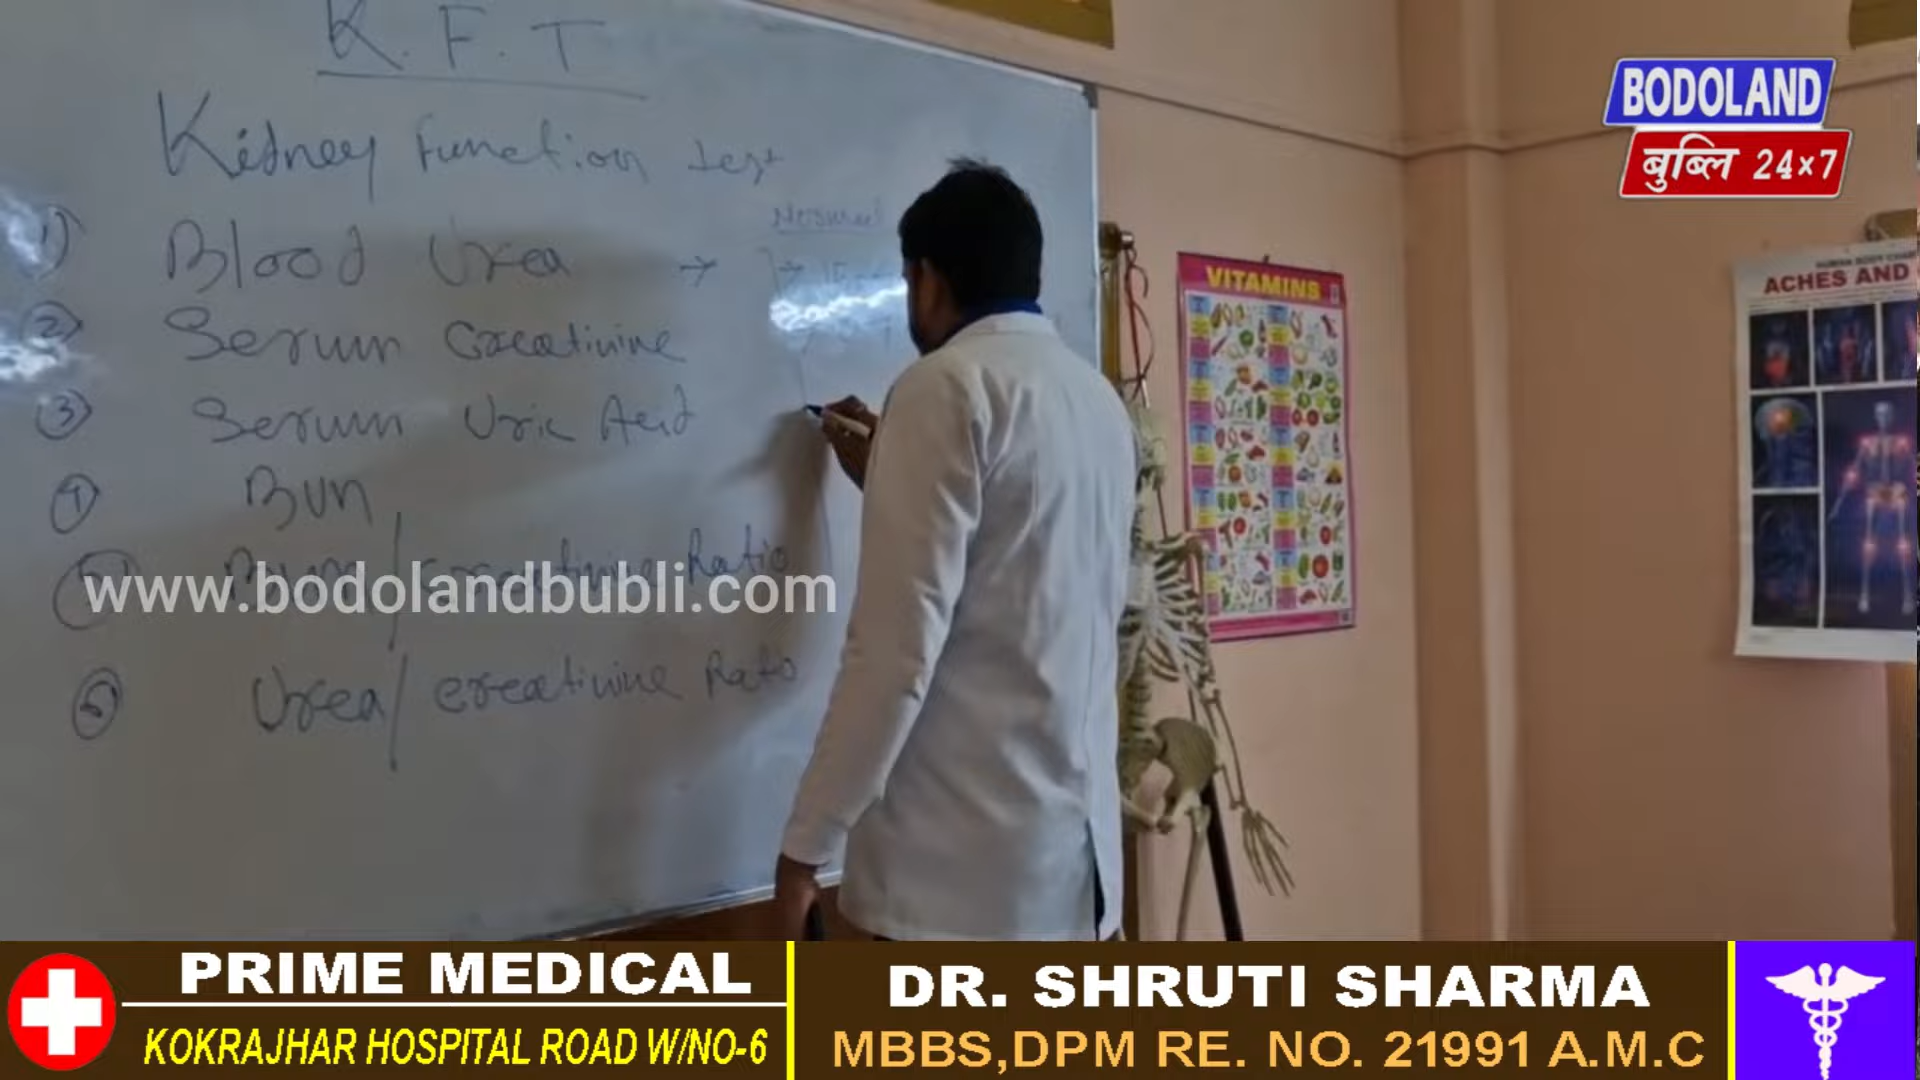 K.F.T
Kidney Function Test
Normal
1) Blood Urea →
2) Serum Creatinine
3) Serum Uric Acid
4) BUN
5) BUN/creatinine Ratio
6) Urea/creatinine Ratio
www.bodolandbubli.com
BODOLAND
बुब्लि 24×7
VITAMINS
ACHES AND
PRIME MEDICAL
KOKRAJHAR HOSPITAL ROAD W/NO-6
DR. SHRUTI SHARMA
MBBS,DPM RE. NO. 21991 A.M.C